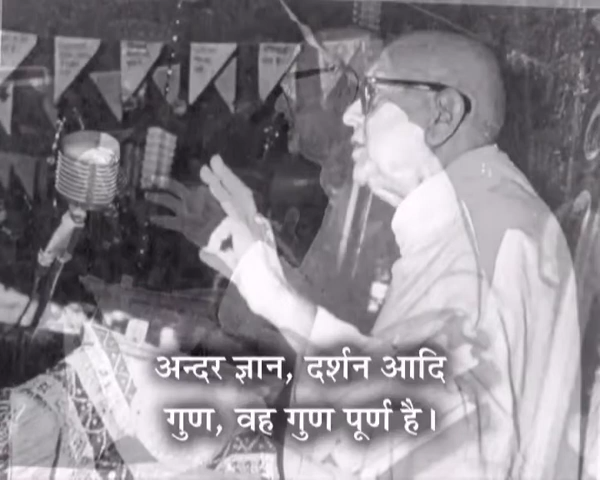 अन्दर ज्ञान, दर्शन आदि
गुण, वह गुण पूर्ण है।